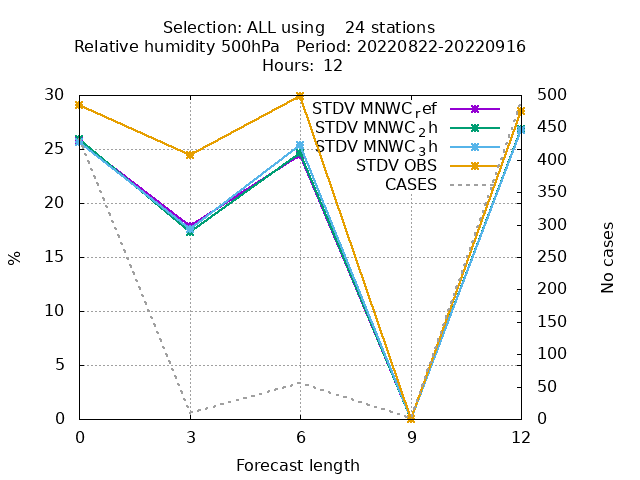 Selection: ALL using    24 stations
Relative humidity 500hPa   Period: 20220822-20220916
Hours: 12
STDV MNWC_ref
STDV MNWC_2h
STDV MNWC_3h
STDV OBS
CASES
30
25
20
15
10
5
0
%
500
450
400
350
300
250
200
150
100
50
0
No cases
0 3 6 9 12
Forecast length